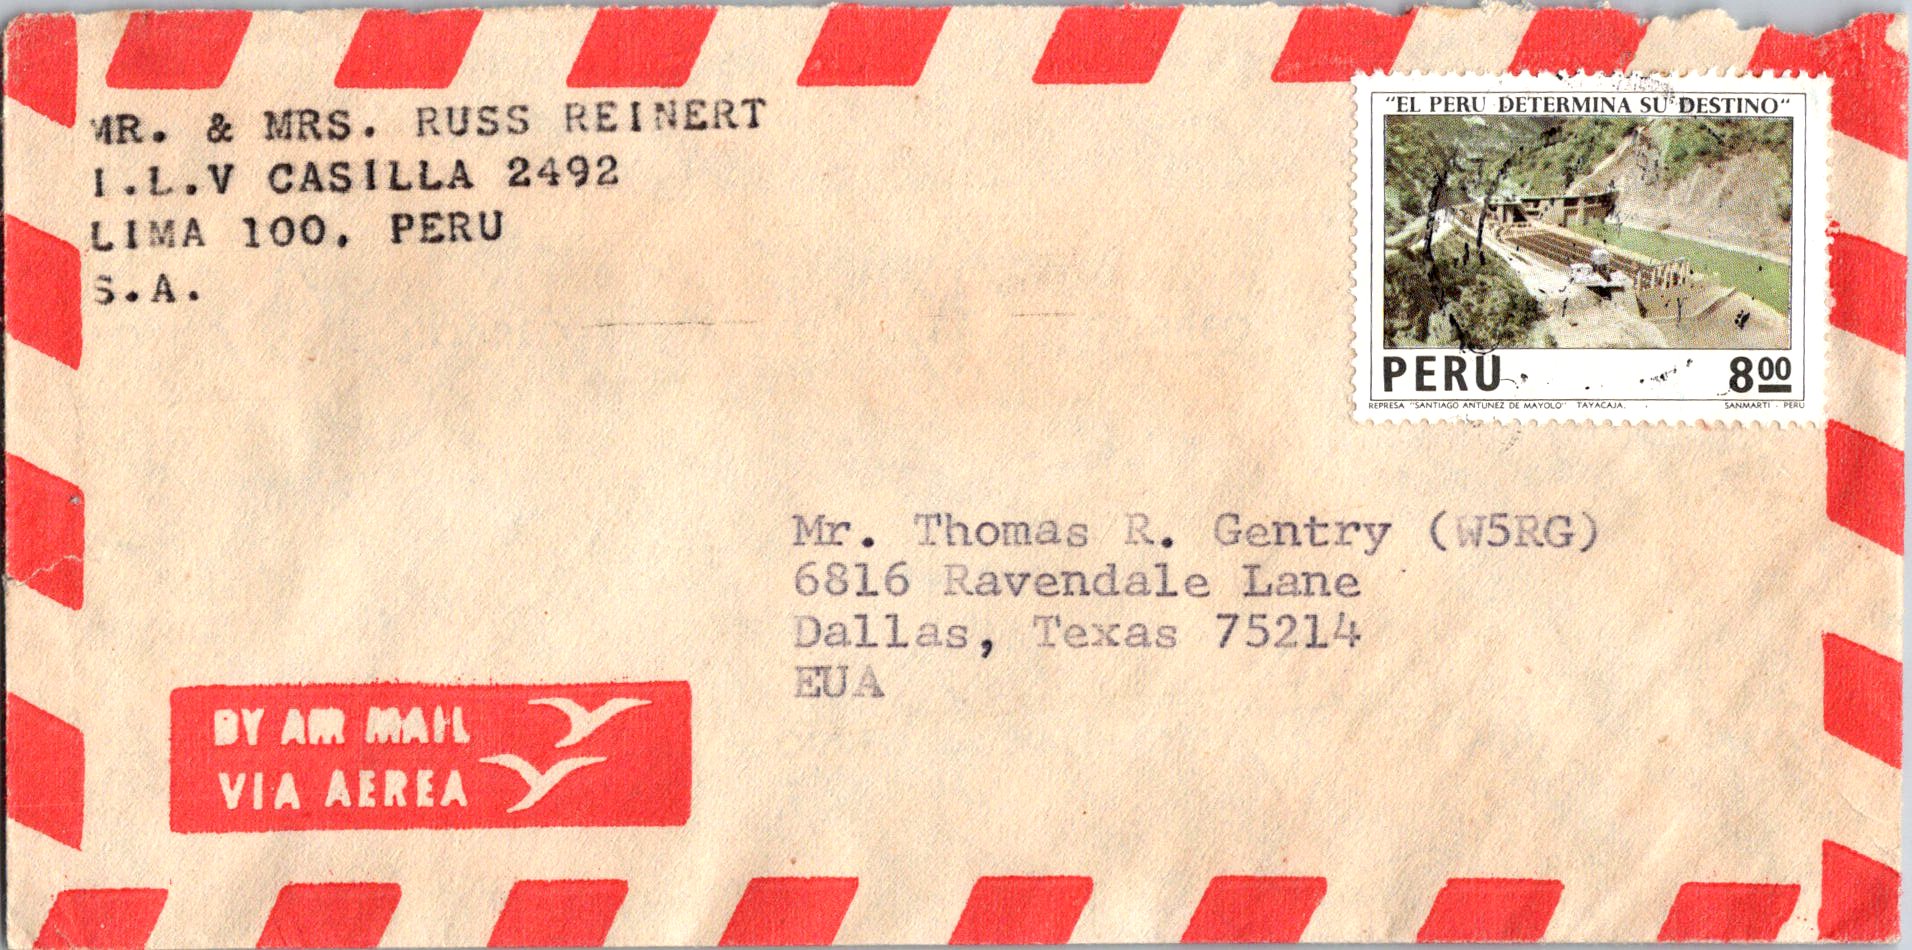 MR. & MRS. RUSS REINERT
I.L.V CASILLA 2492
LIMA 100. PERU
S.A.
"EL PERU DETERMINA SU DESTINO"
PERU 8 00
REPRESA "SANTIAGO ANTUNEZ DE MAYOLO" TAYACAJA. SANMARTI - PERU
Mr. Thomas R. Gentry (W5RG)
6816 Ravendale Lane
Dallas, Texas 75214
EUA
BY AIR MAIL
VIA AEREA